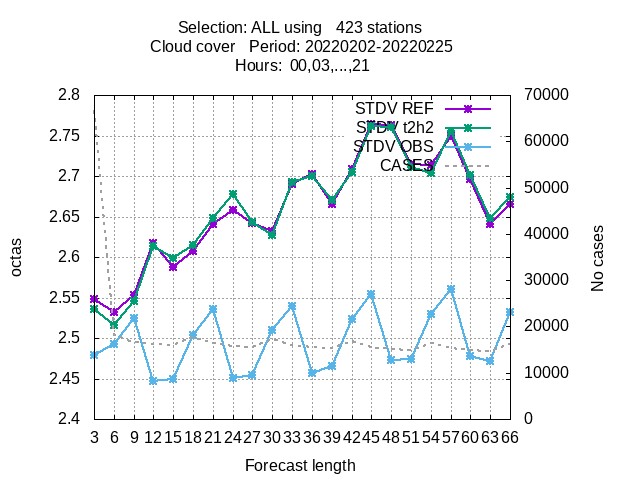 Selection: ALL using   423 stations
Cloud cover   Period: 20220202-20220225
Hours:  00,03,...,21
2.8
2.75
2.7
2.65
2.6
2.55
2.5
2.45
2.4
70000
60000
50000
40000
30000
20000
10000
0
STDV REF
STDV t2h2
STDV OBS
CASES
octas
No cases
3 6 9 12 15 18 21 24 27 30 33 36 39 42 45 48 51 54 57 60 63 66
Forecast length